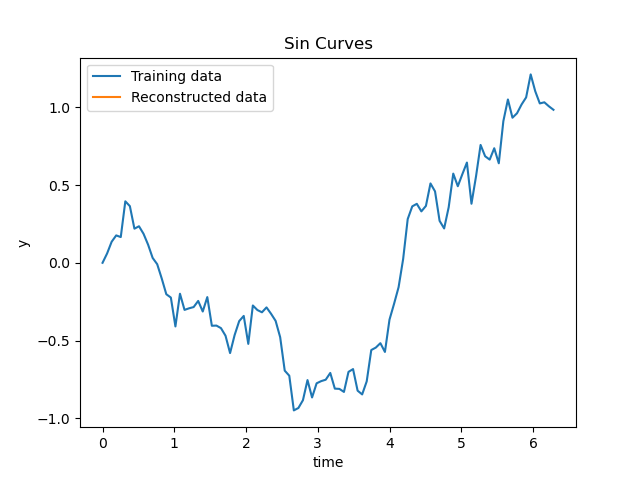 Sin Curves
Training data
Reconstructed data
1.0
0.5
0.0
−0.5
−1.0
y
0 1 2 3 4 5 6
time